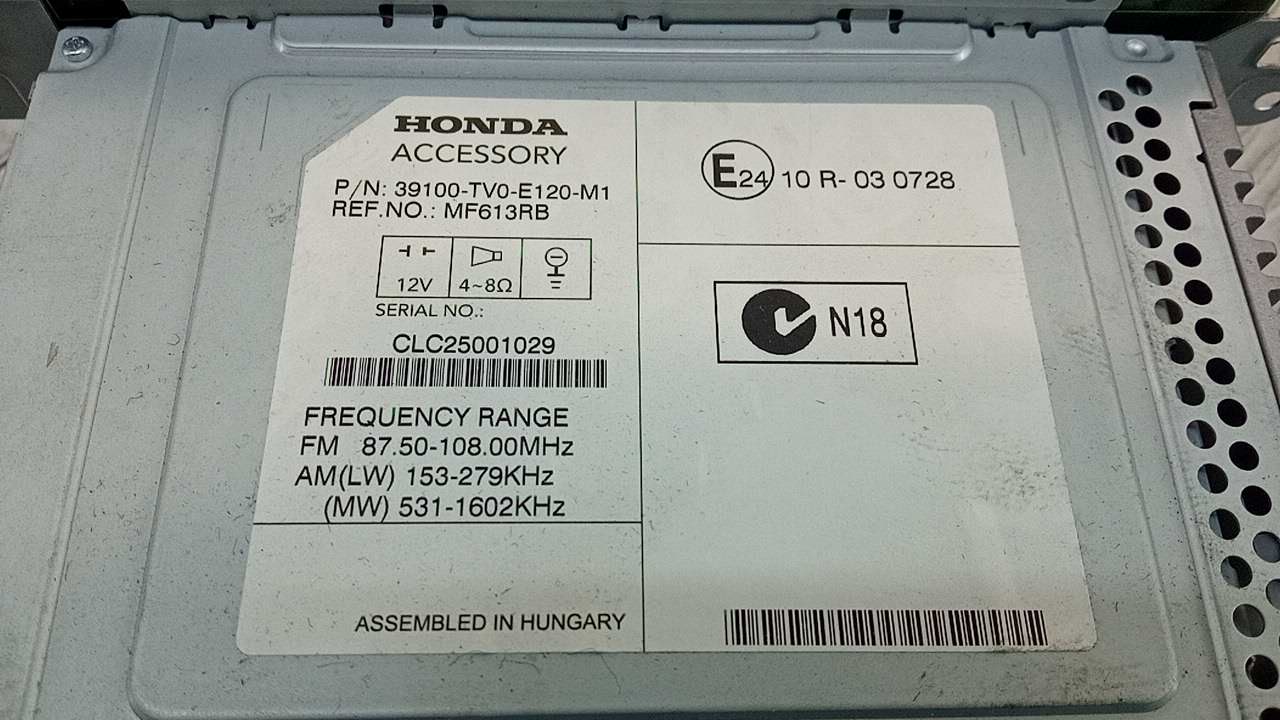 HONDA
ACCESSORY
P/N: 39100-TV0-E120-M1
REF.NO.: MF613RB
12V 4~8Ω
SERIAL NO.:
CLC25001029
FREQUENCY RANGE
FM 87.50-108.00MHz
AM(LW) 153-279KHz
(MW) 531-1602KHz
ASSEMBLED IN HUNGARY
E24 10 R- 03 0728
N18